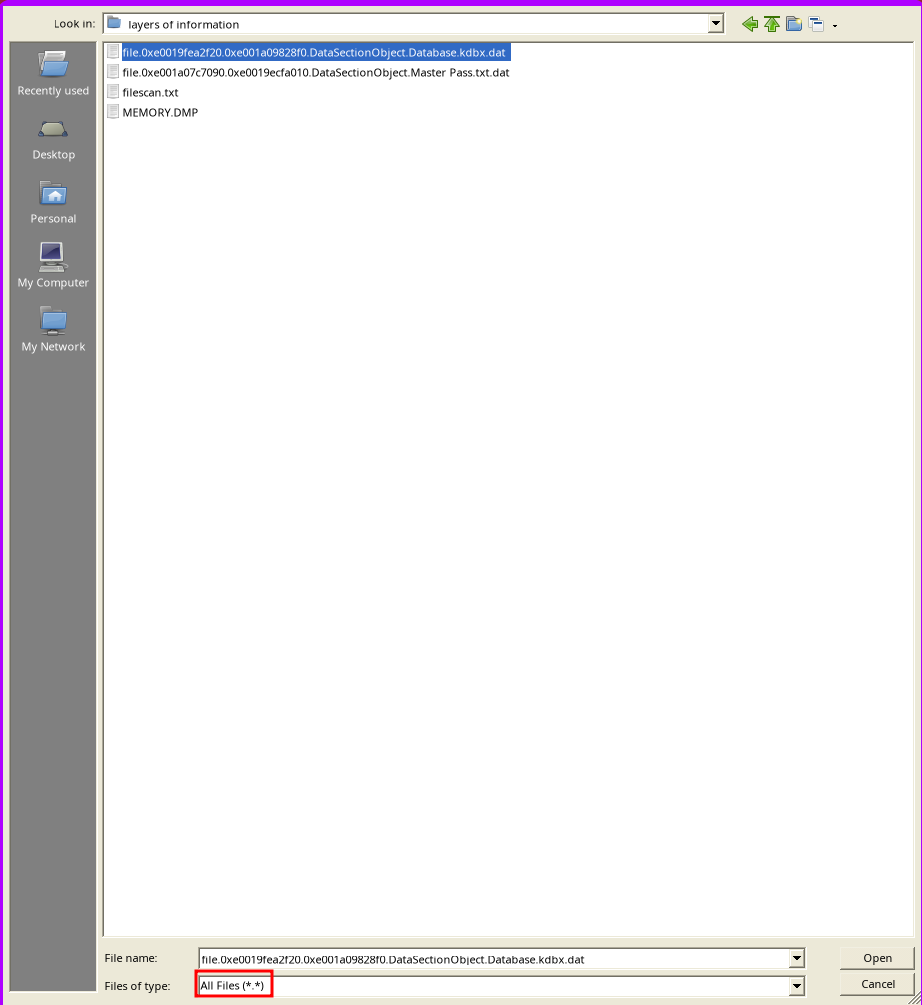 Look in: layers of information
Recently used
Desktop
Personal
My Computer
My Network
file.0xe0019fea2f20.0xe001a09828f0.DataSectionObject.Database.kdbx.dat
file.0xe001a07c7090.0xe0019ecfa010.DataSectionObject.Master Pass.txt.dat
filescan.txt
MEMORY.DMP
File name: file.0xe0019fea2f20.0xe001a09828f0.DataSectionObject.Database.kdbx.dat Open
Files of type: All Files (*.*) Cancel